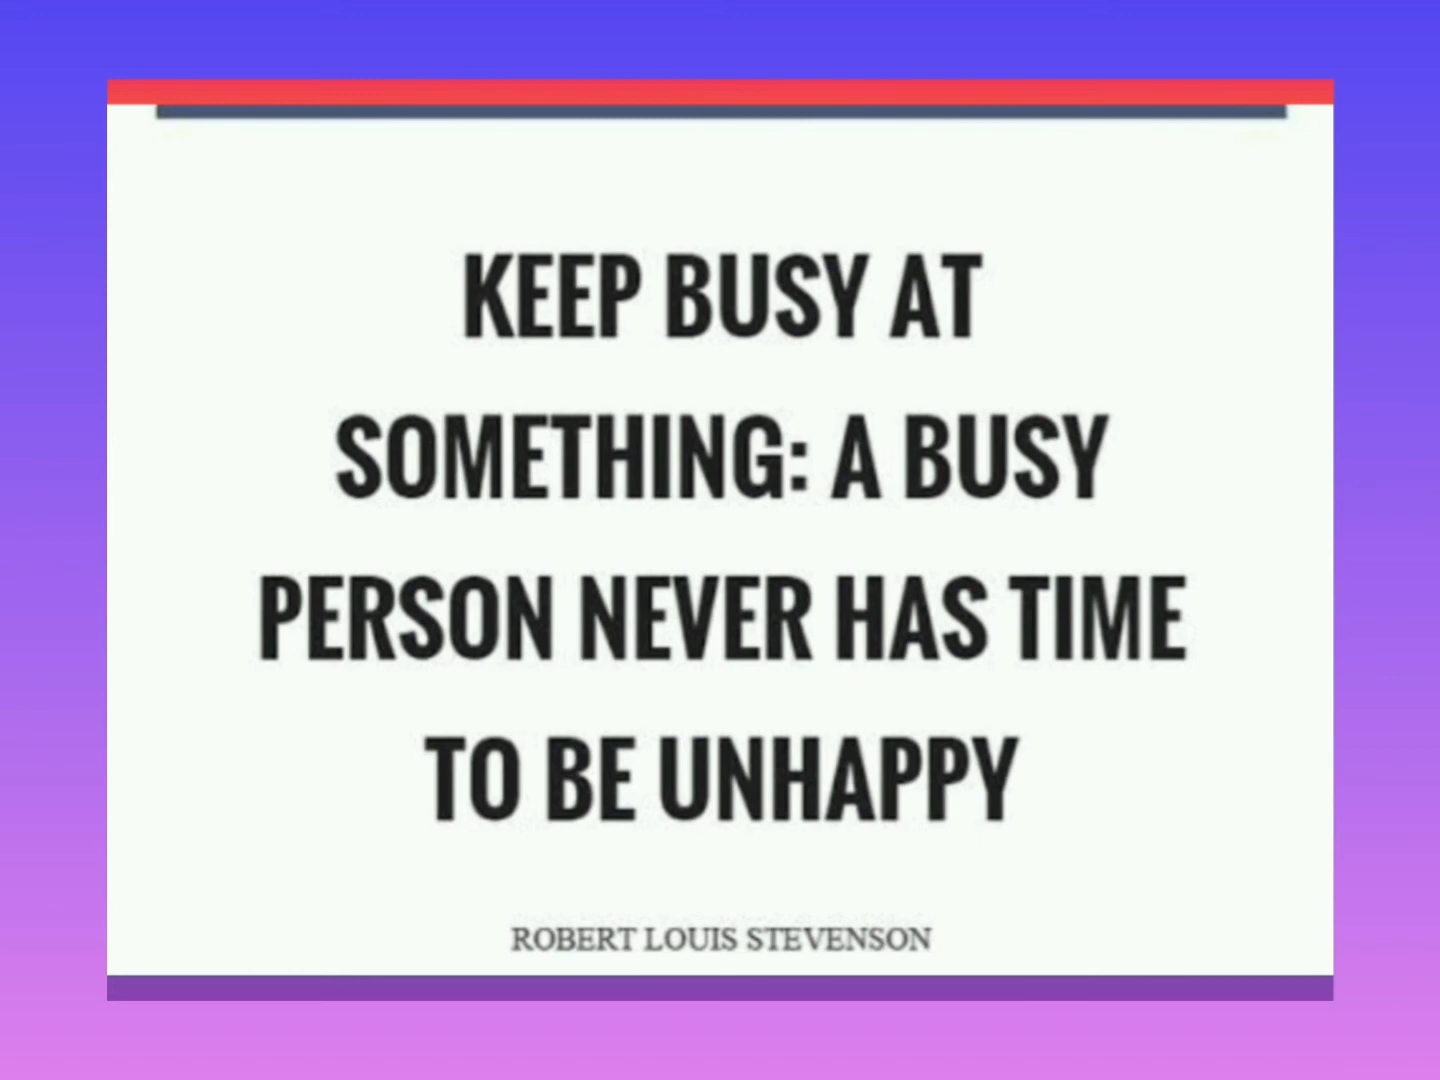 KEEP BUSY AT
SOMETHING: A BUSY
PERSON NEVER HAS TIME
TO BE UNHAPPY
ROBERT LOUIS STEVENSON